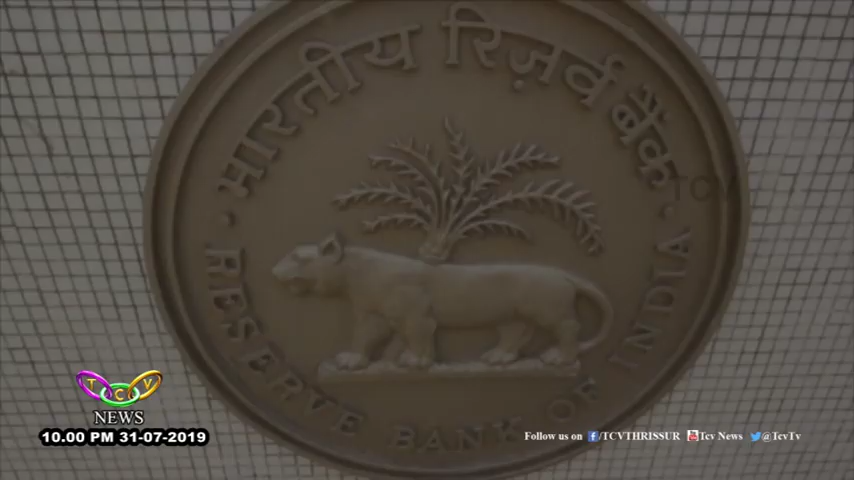 भारतीय रिज़र्व बैंक
RESERVE BANK OF INDIA
TCV
T C V
NEWS
10.00 PM 31-07-2019
Follow us on f/TCVTHRISSUR Tcv News @TcvTv